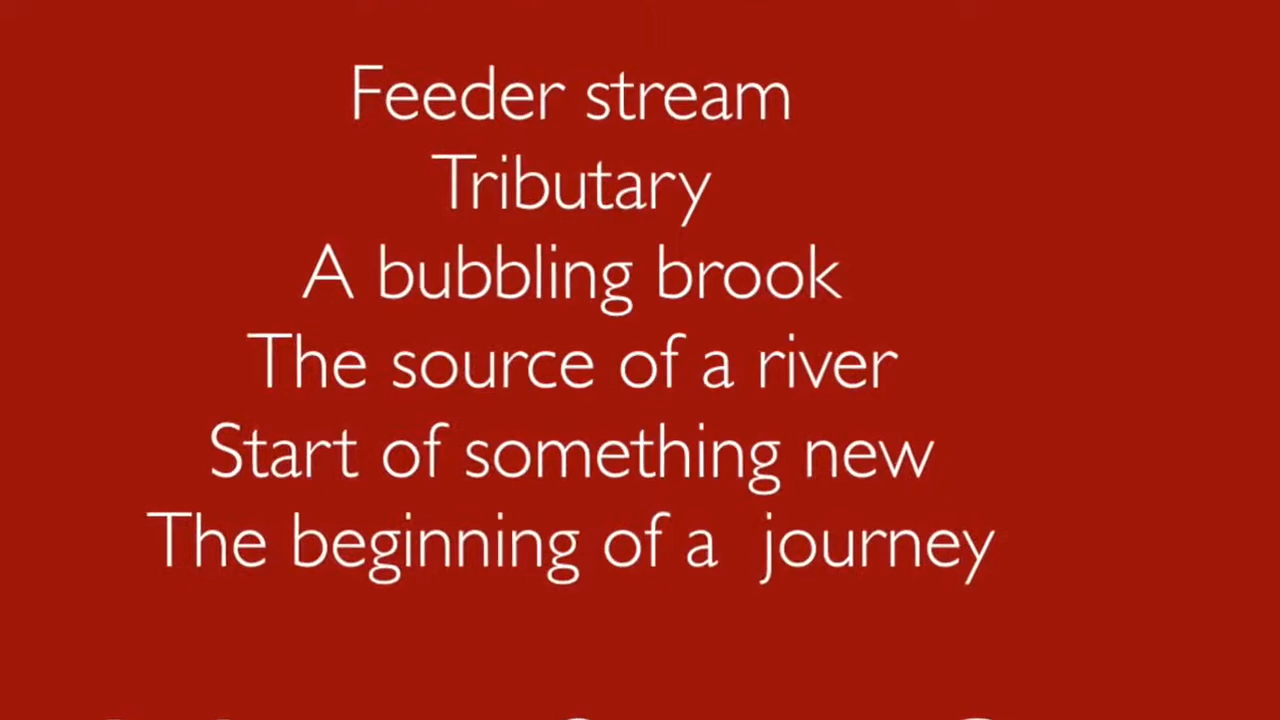 Feeder stream
Tributary
A bubbling brook
The source of a river
Start of something new
The beginning of a  journey